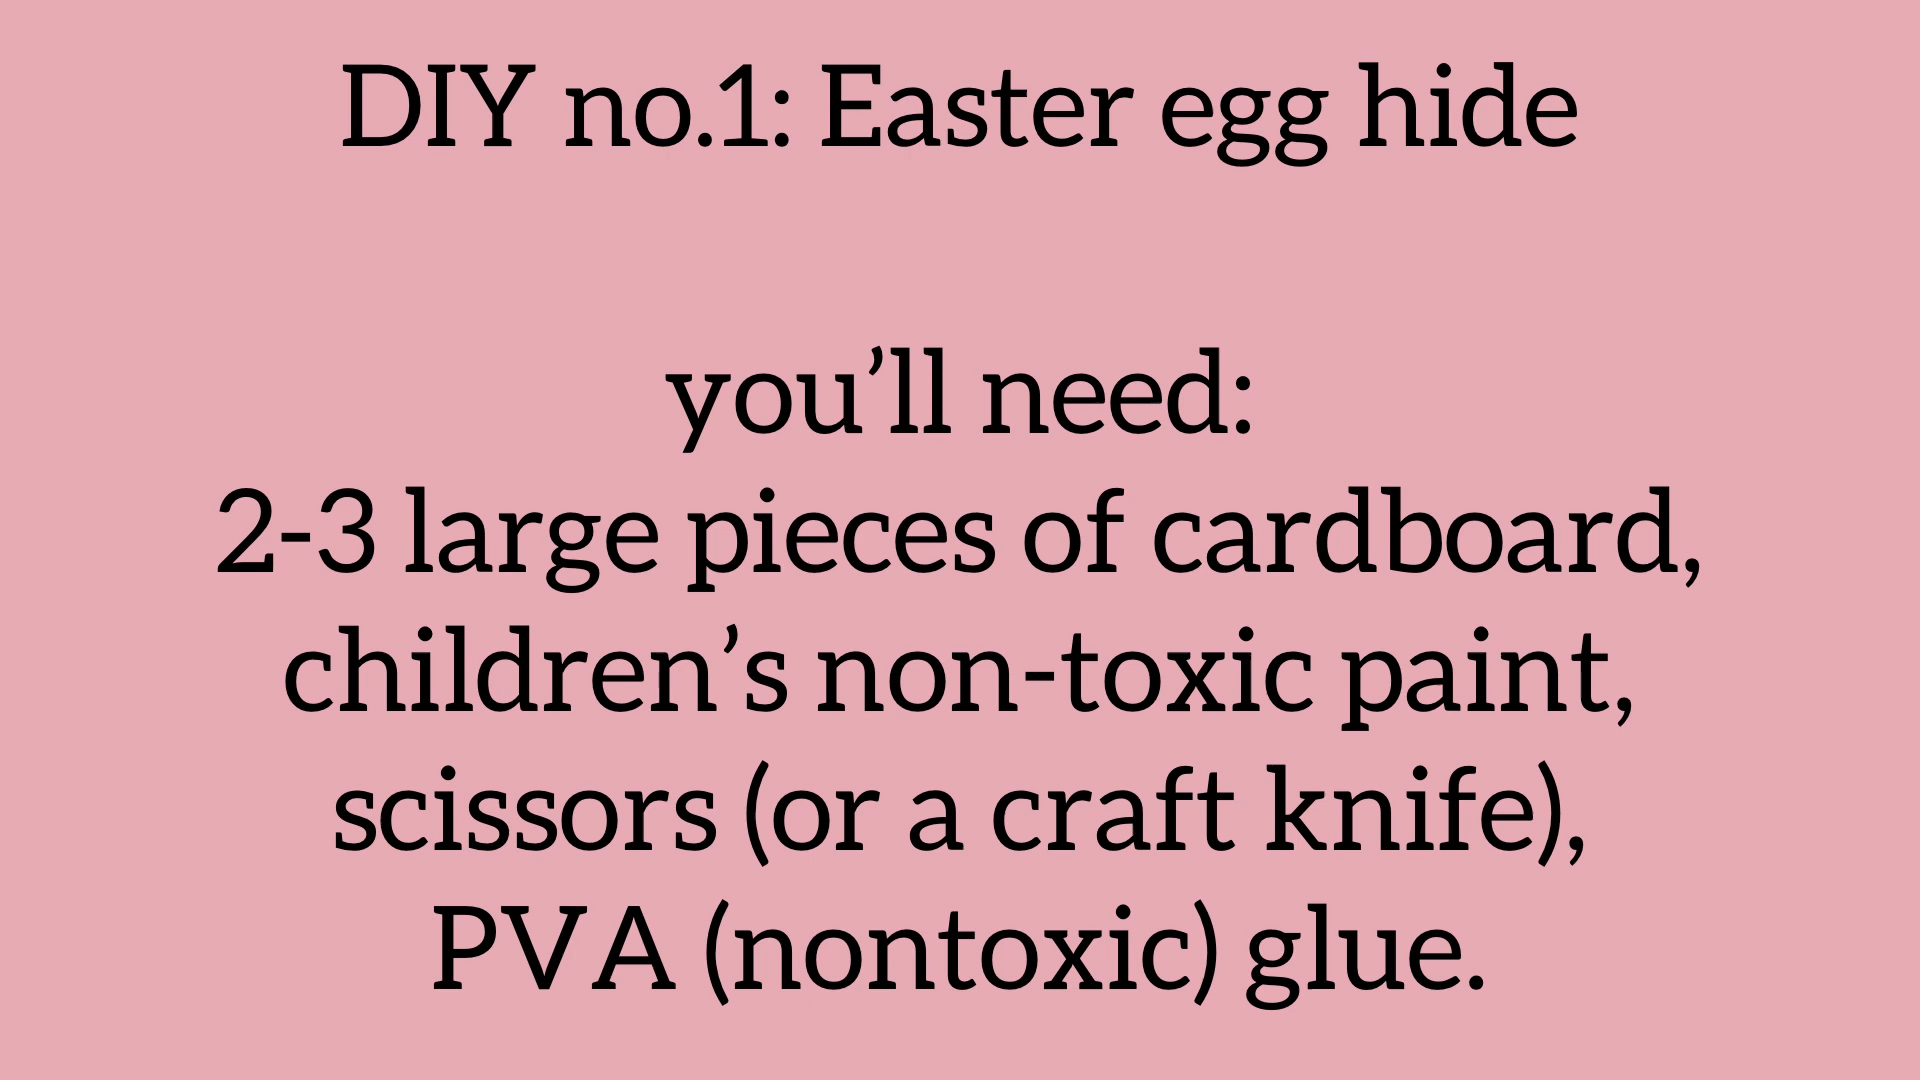 DIY no.1: Easter egg hide
you’ll need:
2-3 large pieces of cardboard,
children’s non-toxic paint,
scissors (or a craft knife),
PVA (nontoxic) glue.